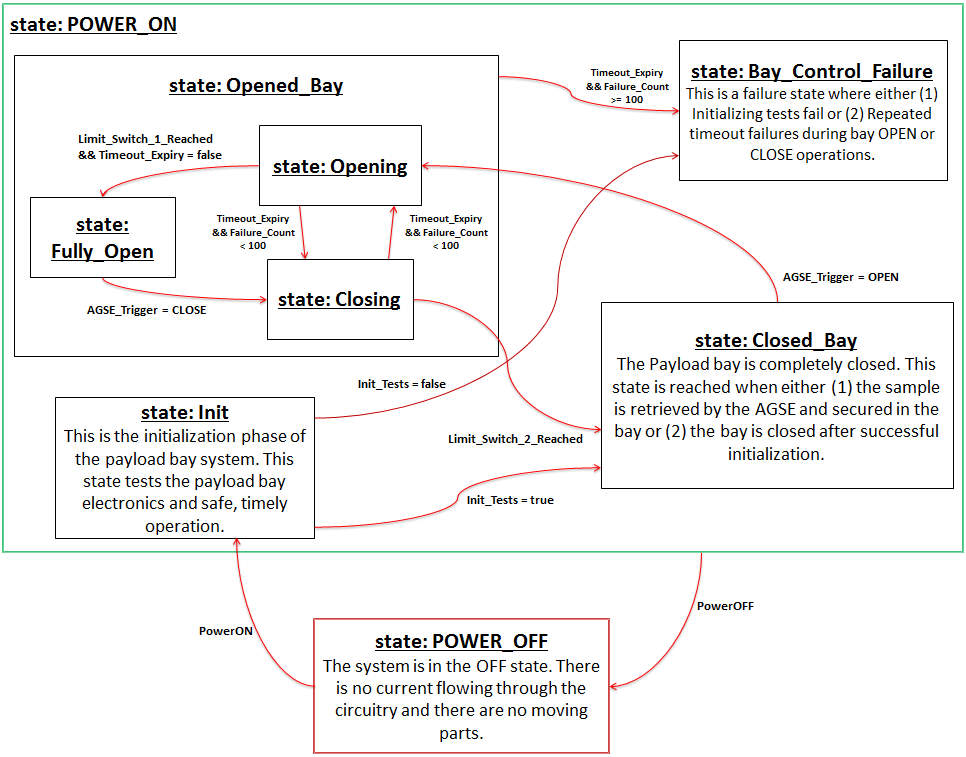 state: POWER_ON
state: Opened_Bay
Limit_Switch_1_Reached
&& Timeout_Expiry = false
state: Opening
state:
Fully_Open
Timeout_Expiry
&& Failure_Count
< 100
Timeout_Expiry
&& Failure_Count
< 100
AGSE_Trigger = CLOSE
state: Closing
Timeout_Expiry
&& Failure_Count
>= 100
state: Bay_Control_Failure
This is a failure state where either (1)
Initializing tests fail or (2) Repeated
timeout failures during bay OPEN or
CLOSE operations.
AGSE_Trigger = OPEN
state: Closed_Bay
The Payload bay is completely closed. This
state is reached when either (1) the sample
is retrieved by the AGSE and secured in the
bay or (2) the bay is closed after successful
initialization.
Init_Tests = false
Limit_Switch_2_Reached
state: Init
This is the initialization phase of
the payload bay system. This
state tests the payload bay
electronics and safe, timely
operation.
Init_Tests = true
PowerON
PowerOFF
state: POWER_OFF
The system is in the OFF state. There
is no current flowing through the
circuitry and there are no moving
parts.